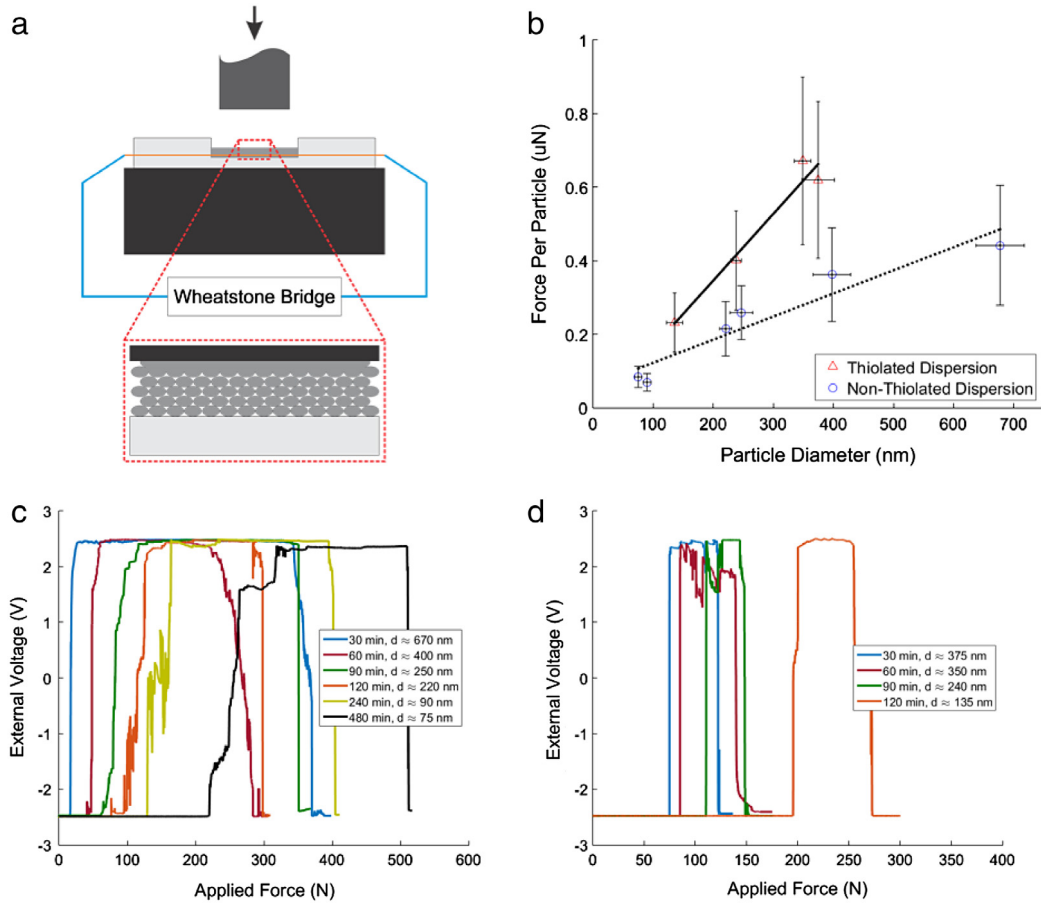 a
Wheatstone Bridge
b
1
0.8
0.6
0.4
0.2
0
Force Per Particle (uN)
0 100 200 300 400 500 600 700
Particle Diameter (nm)
Thiolated Dispersion
Non-Thiolated Dispersion
c
3
2
1
0
-1
-2
-3
External Voltage (V)
0 100 200 300 400 500 600
Applied Force (N)
30 min, d ≈ 670 nm
60 min, d ≈ 400 nm
90 min, d ≈ 250 nm
120 min, d ≈ 220 nm
240 min, d ≈ 90 nm
480 min, d ≈ 75 nm
d
3
2
1
0
-1
-2
-3
External Voltage (V)
0 50 100 150 200 250 300 350 400
Applied Force (N)
30 min, d ≈ 375 nm
60 min, d ≈ 350 nm
90 min, d ≈ 240 nm
120 min, d ≈ 135 nm